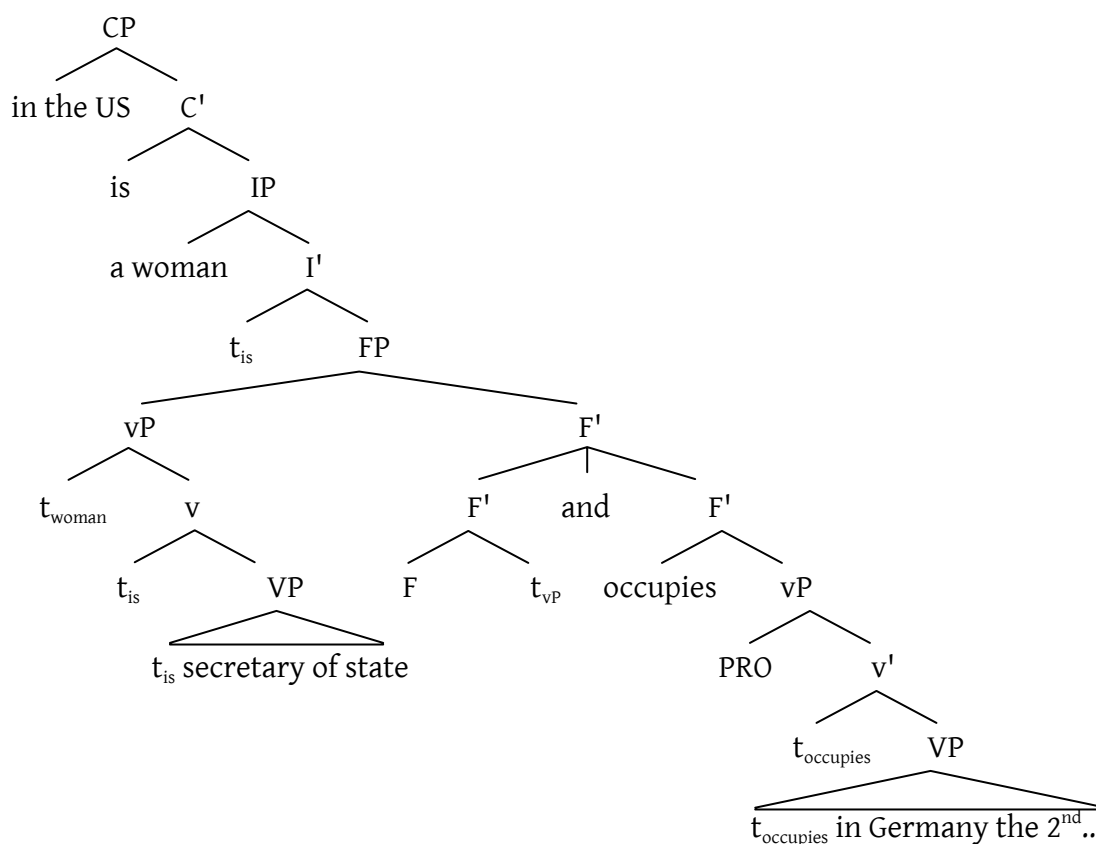 CP
in the US C'
is IP
a woman I'
t_is FP
vP F'
t_woman v F' and F'
t_is VP F t_vP occupies vP
t_is secretary of state PRO v'
t_occupies VP
t_occupies in Germany the 2^nd..